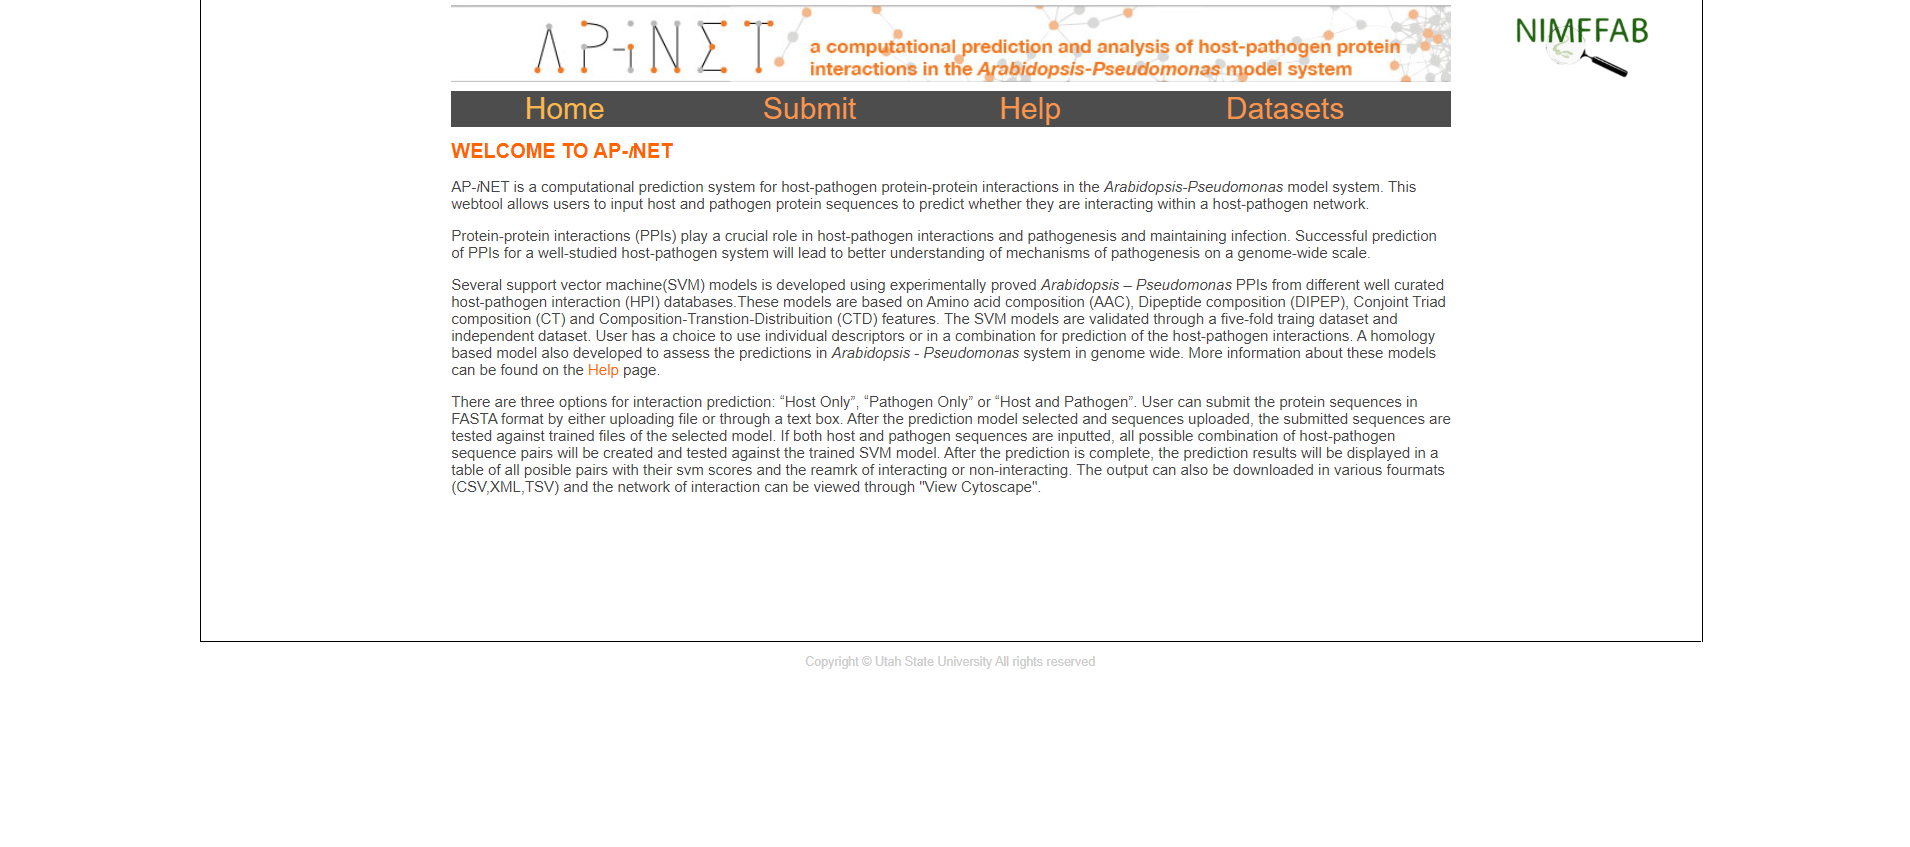 AP-iNET
a computational prediction and analysis of host-pathogen protein
interactions in the Arabidopsis-Pseudomonas model system
NIMFFAB
Home Submit Help Datasets
WELCOME TO AP-iNET
AP-iNET is a computational prediction system for host-pathogen protein-protein interactions in the Arabidopsis-Pseudomonas model system. This
webtool allows users to input host and pathogen protein sequences to predict whether they are interacting within a host-pathogen network.
Protein-protein interactions (PPIs) play a crucial role in host-pathogen interactions and pathogenesis and maintaining infection. Successful prediction
of PPIs for a well-studied host-pathogen system will lead to better understanding of mechanisms of pathogenesis on a genome-wide scale.
Several support vector machine(SVM) models is developed using experimentally proved Arabidopsis – Pseudomonas PPIs from different well curated
host-pathogen interaction (HPI) databases.These models are based on Amino acid composition (AAC), Dipeptide composition (DIPEP), Conjoint Triad
composition (CT) and Composition-Transtion-Distribuition (CTD) features. The SVM models are validated through a five-fold traing dataset and
independent dataset. User has a choice to use individual descriptors or in a combination for prediction of the host-pathogen interactions. A homology
based model also developed to assess the predictions in Arabidopsis - Pseudomonas system in genome wide. More information about these models
can be found on the Help page.
There are three options for interaction prediction: “Host Only”, “Pathogen Only” or “Host and Pathogen”. User can submit the protein sequences in
FASTA format by either uploading file or through a text box. After the prediction model selected and sequences uploaded, the submitted sequences are
tested against trained files of the selected model. If both host and pathogen sequences are inputted, all possible combination of host-pathogen
sequence pairs will be created and tested against the trained SVM model. After the prediction is complete, the prediction results will be displayed in a
table of all posible pairs with their svm scores and the reamrk of interacting or non-interacting. The output can also be downloaded in various fourmats
(CSV,XML,TSV) and the network of interaction can be viewed through "View Cytoscape".
Copyright © Utah State University All rights reserved